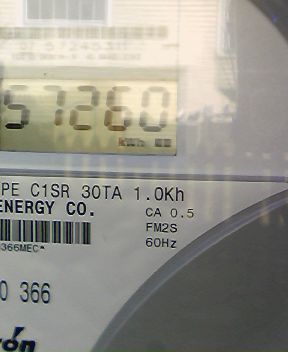 57260
kWh
PE C1SR 30TA 1.0Kh
ENERGY CO.
CA 0.5
FM2S
60Hz
366MEC*
0 366